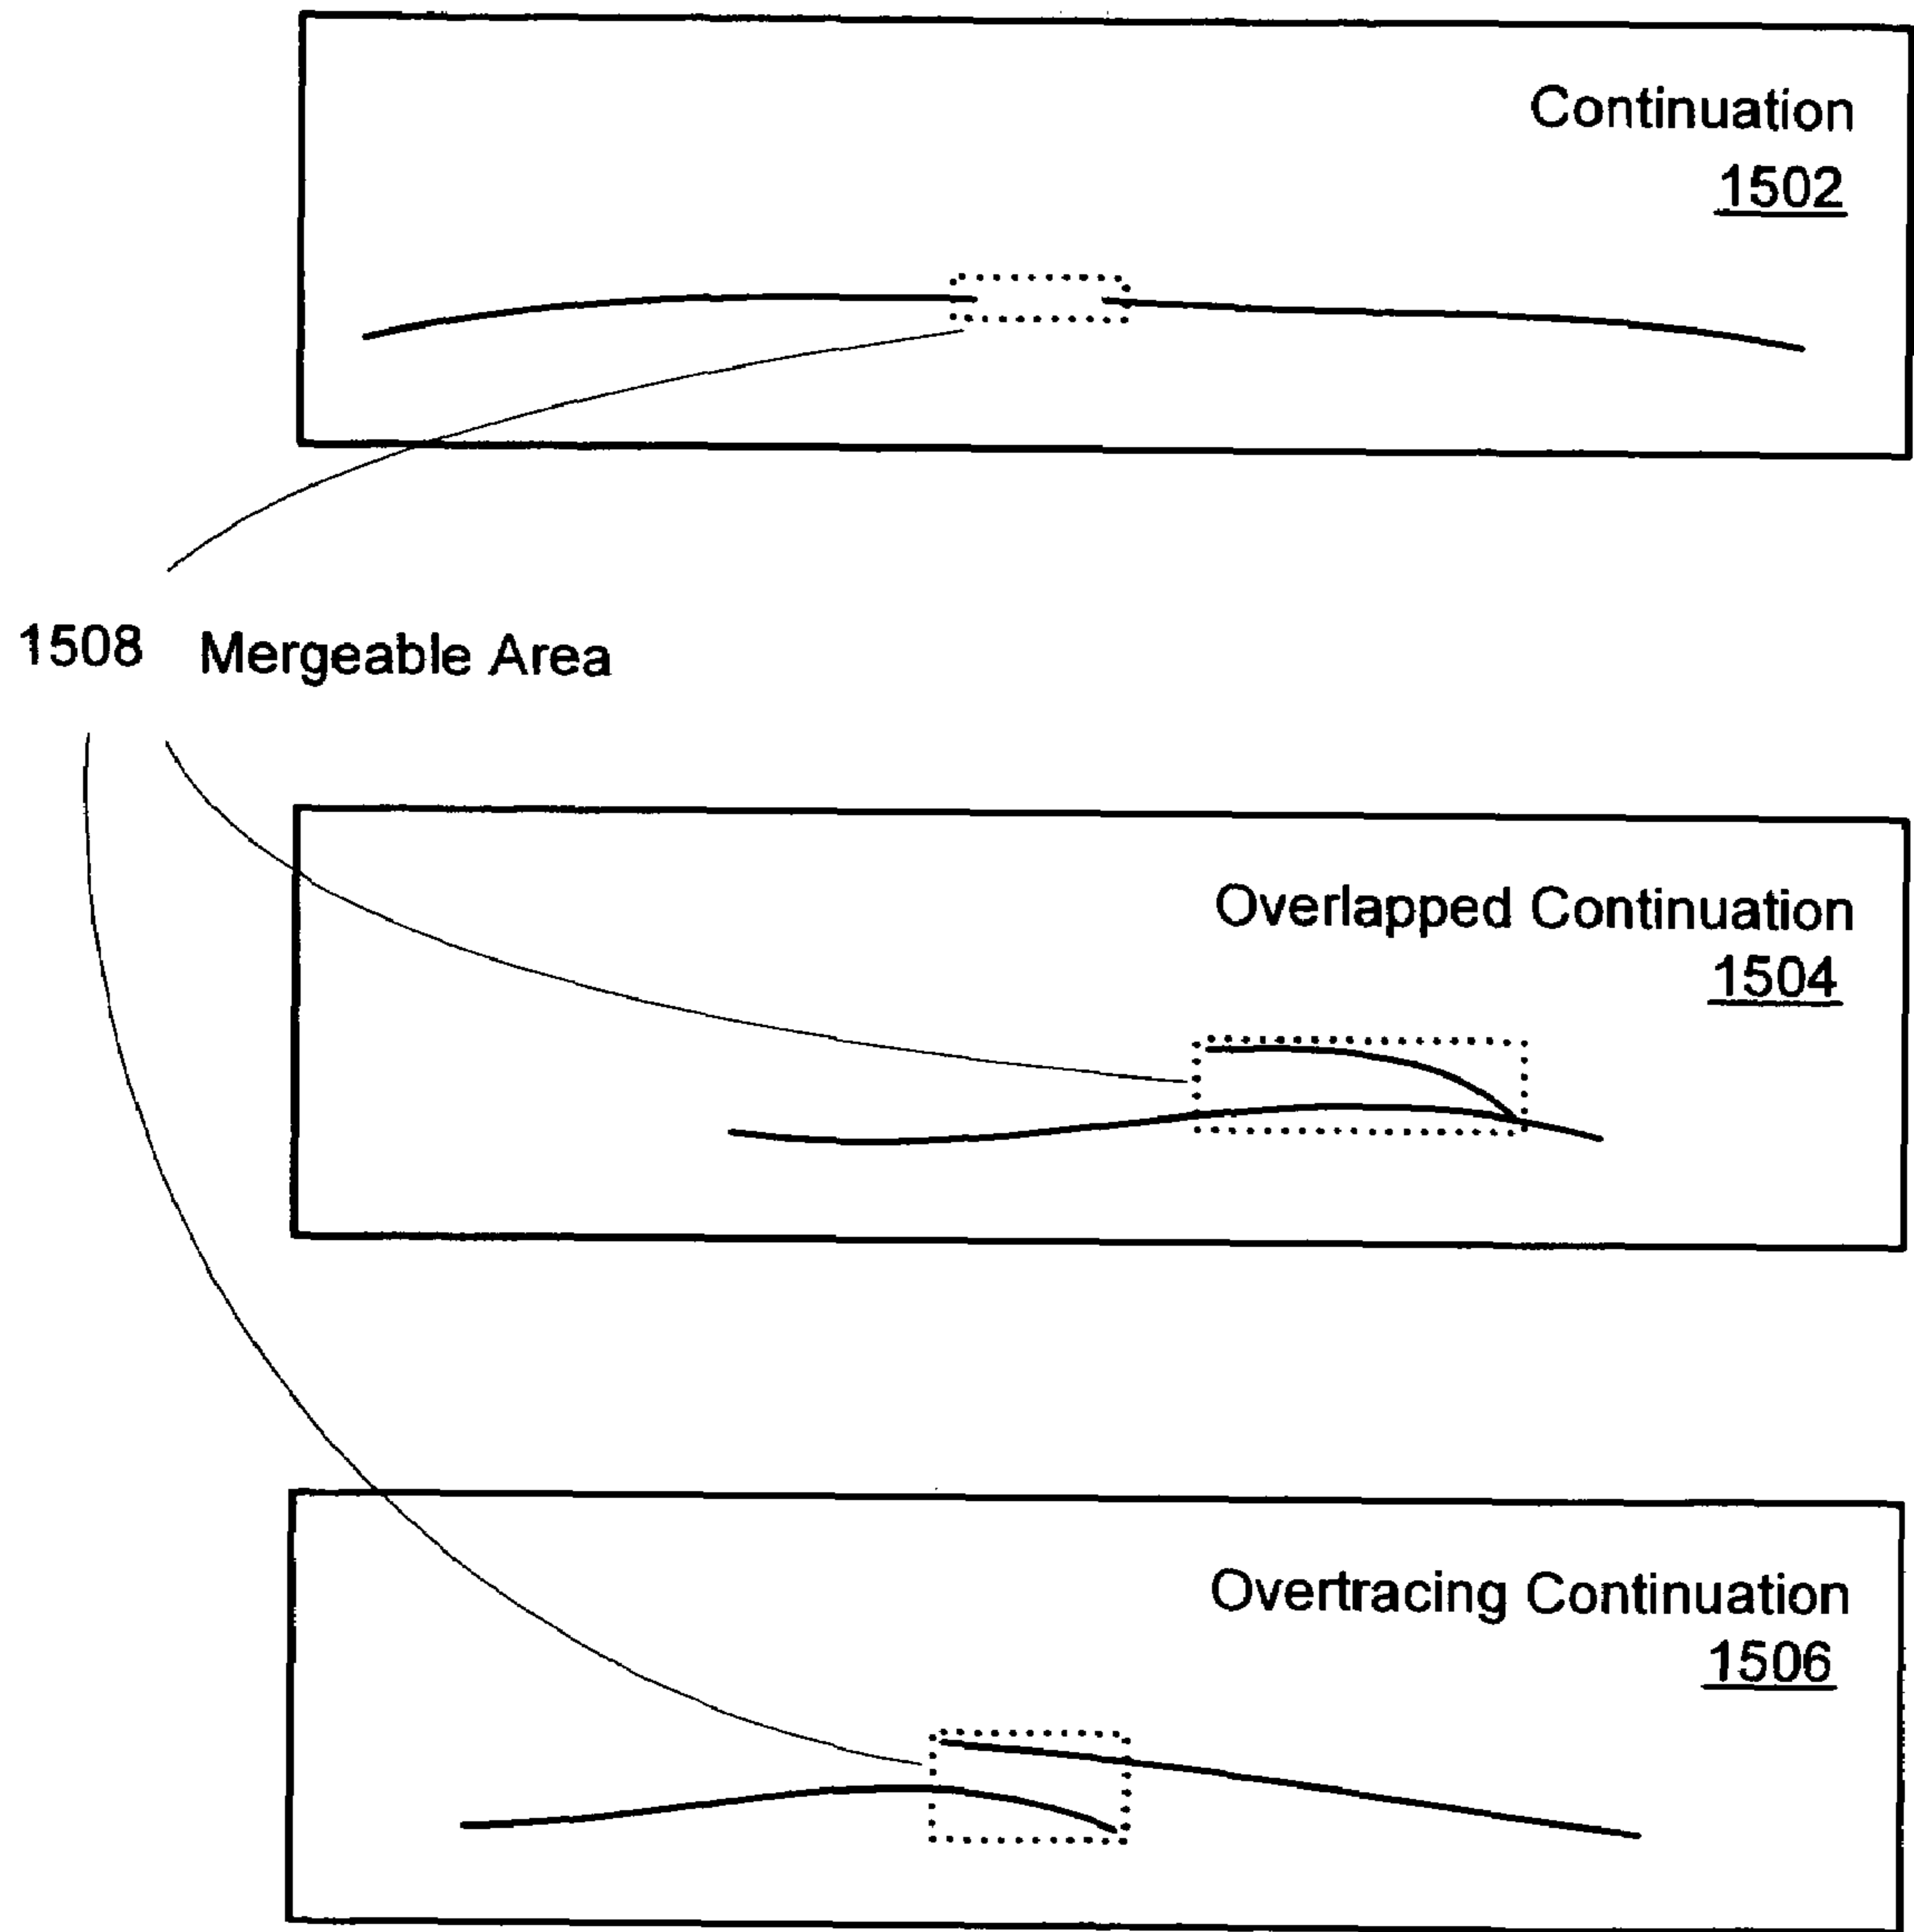 Continuation
1502
1508 Mergeable Area
Overlapped Continuation
1504
Overtracing Continuation
1506